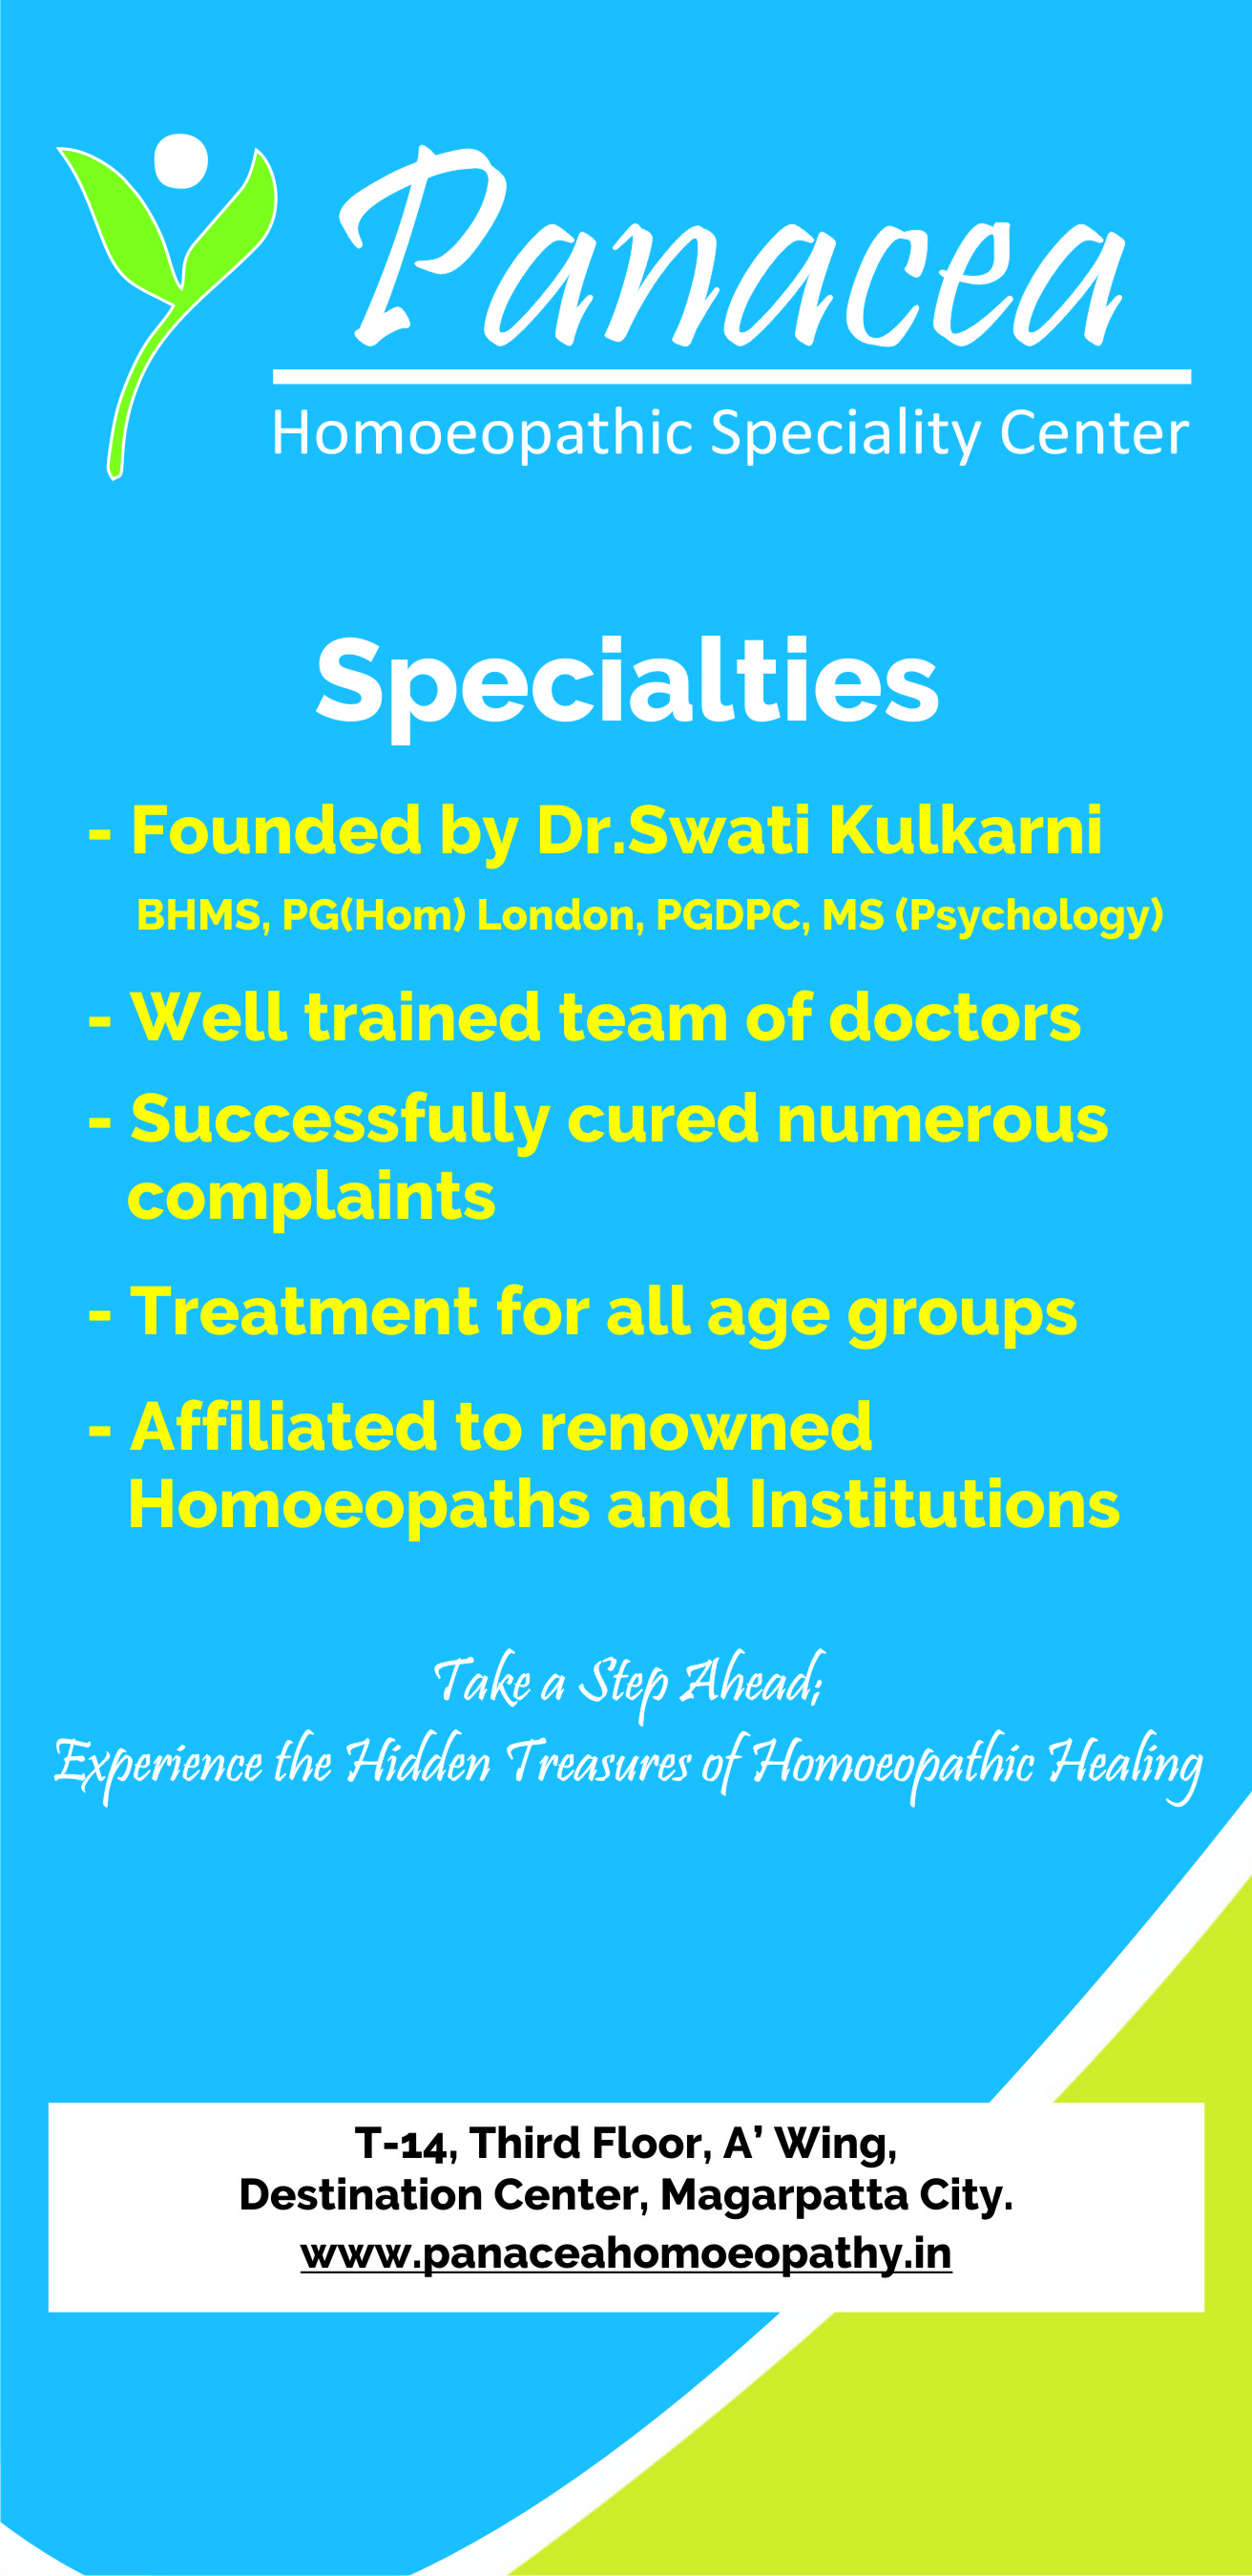 Panacea
Homoeopathic Speciality Center
Specialties
- Founded by Dr.Swati Kulkarni
BHMS, PG(Hom) London, PGDPC, MS (Psychology)
- Well trained team of doctors
- Successfully cured numerous
complaints
- Treatment for all age groups
- Affiliated to renowned
Homoeopaths and Institutions
Take a Step Ahead;
Experience the Hidden Treasures of Homoeopathic Healing
T-14, Third Floor, A’ Wing,
Destination Center, Magarpatta City.
www.panaceahomoeopathy.in